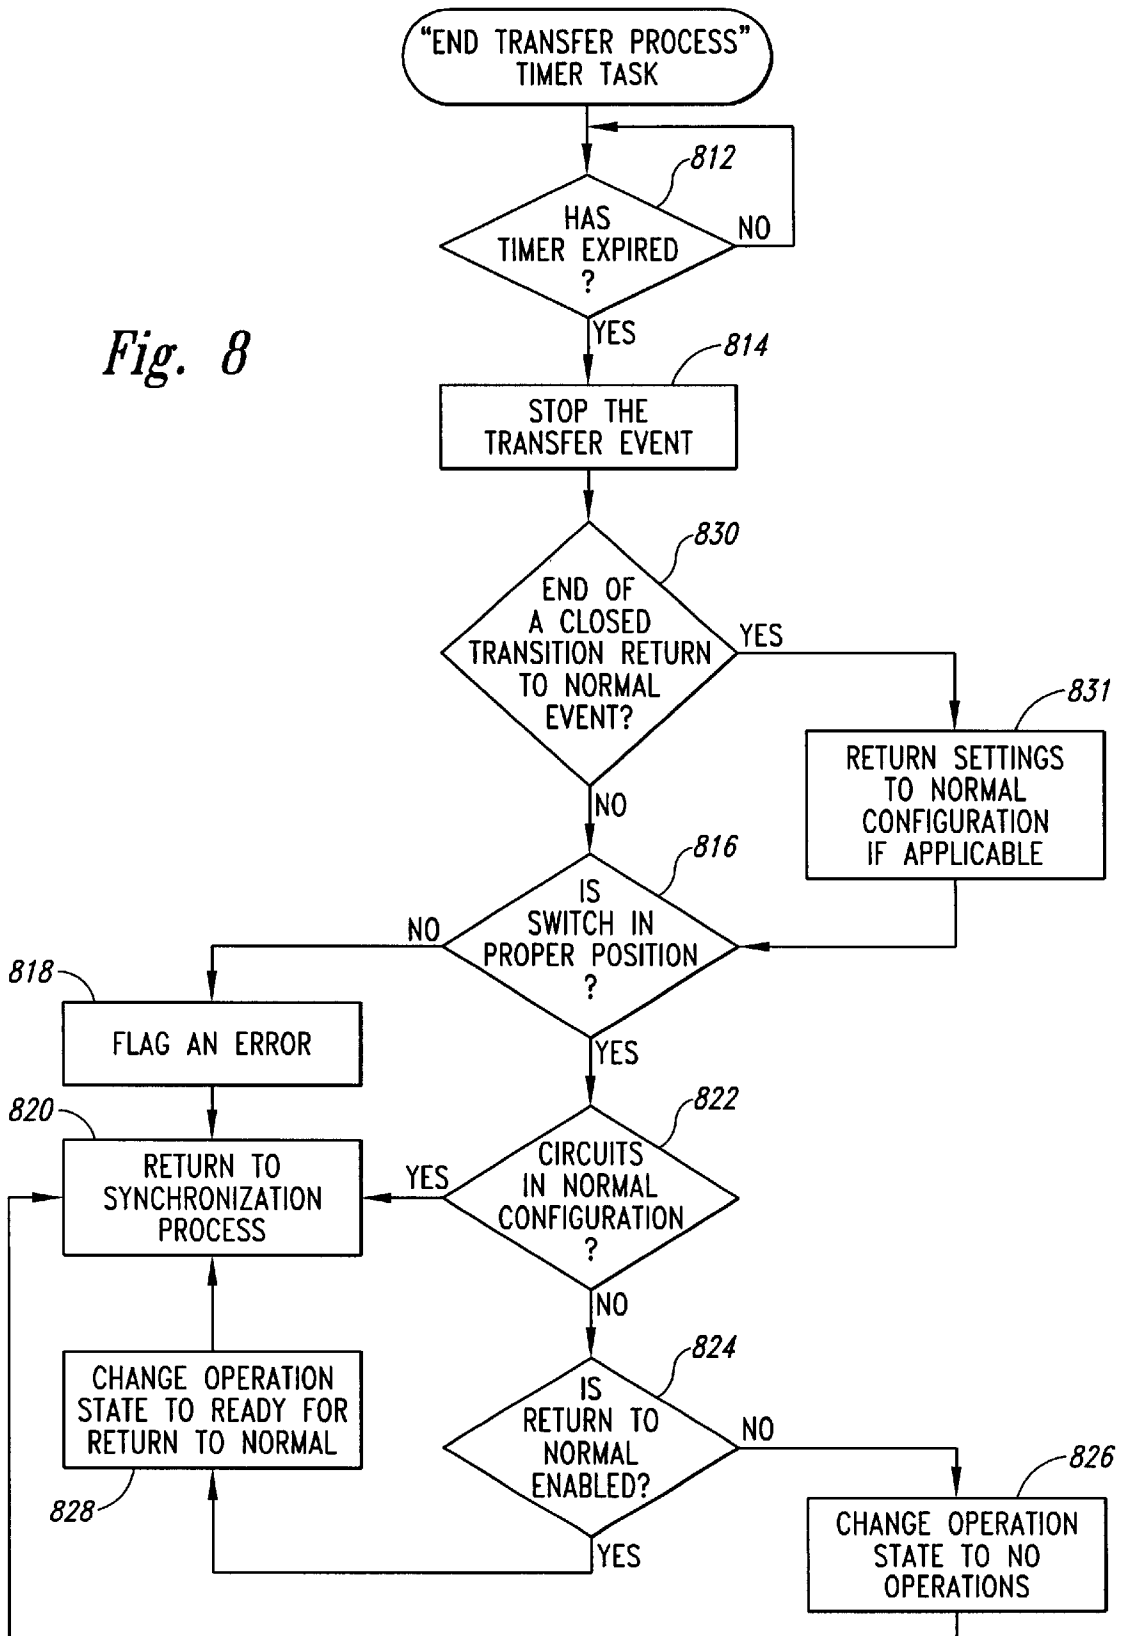 “END TRANSFER PROCESS”
TIMER TASK
812
HAS
TIMER EXPIRED
?
NO
YES
Fig. 8
814
STOP THE
TRANSFER EVENT
830
END OF
A CLOSED
TRANSITION RETURN
TO NORMAL
EVENT?
YES
NO
831
RETURN SETTINGS
TO NORMAL
CONFIGURATION
IF APPLICABLE
816
IS
SWITCH IN
PROPER POSITION
?
NO
YES
818
FLAG AN ERROR
820
RETURN TO
SYNCHRONIZATION
PROCESS
822
CIRCUITS
IN NORMAL
CONFIGURATION
?
YES
NO
824
IS
RETURN TO
NORMAL
ENABLED?
NO
YES
CHANGE OPERATION
STATE TO READY FOR
RETURN TO NORMAL
828
826
CHANGE OPERATION
STATE TO NO
OPERATIONS